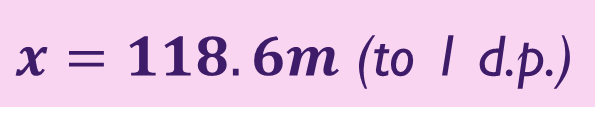 x = 118.6m (to 1 d.p.)